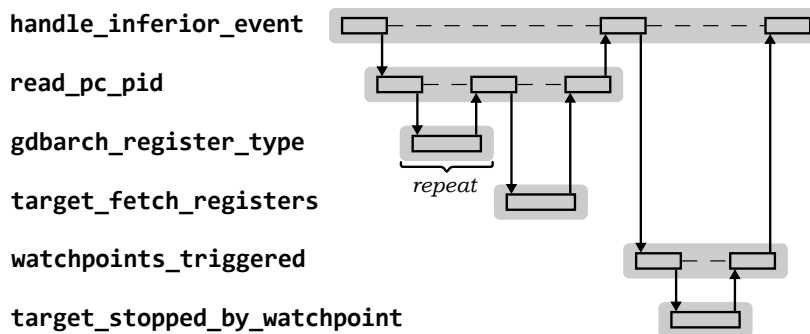 handle_inferior_event
read_pc_pid
gdbarch_register_type
repeat
target_fetch_registers
watchpoints_triggered
target_stopped_by_watchpoint